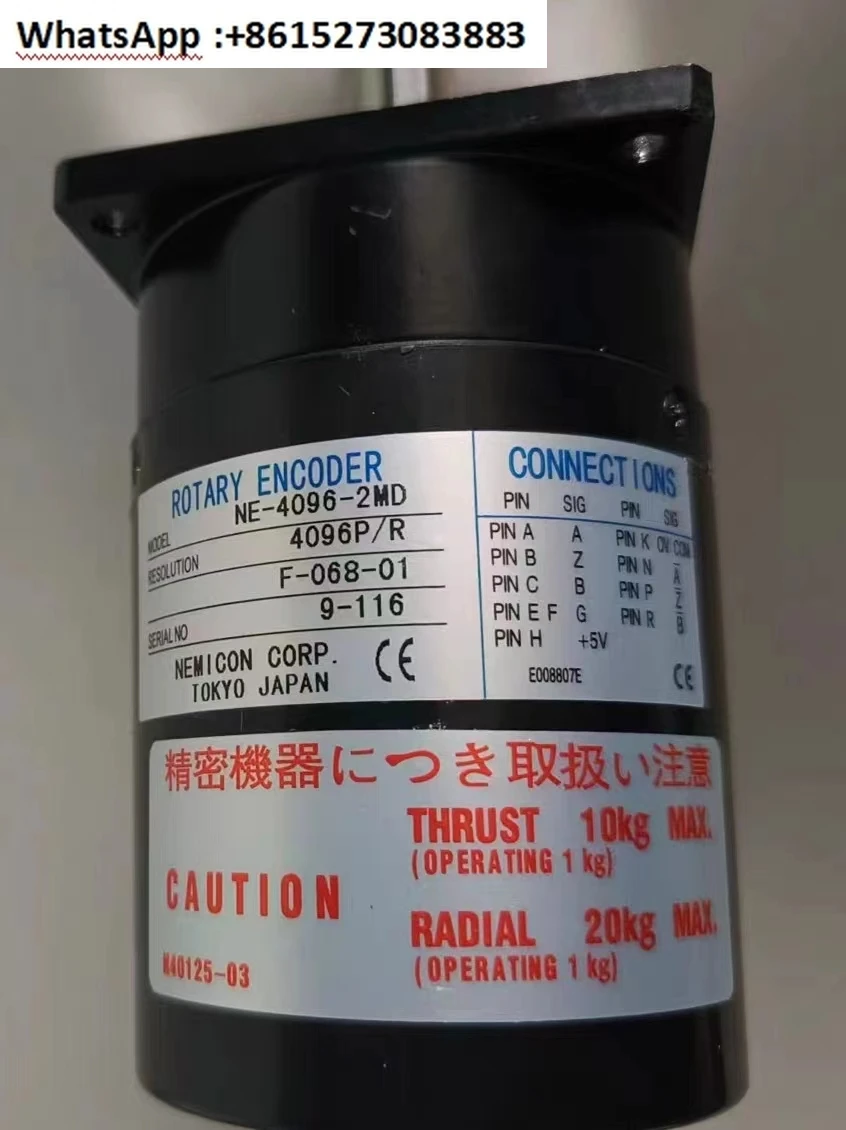 WhatsApp :+8615273083883
ROTARY ENCODER
MODEL NE-4096-2MD
RESOLUTION 4096P/R
F-068-01
SERIAL NO 9-116
NEMICON CORP.
TOKYO JAPAN
CE
CONNECTIONS
PIN SIG PIN SIG
PIN A A PIN K 0V COM
PIN B Z PIN N A̅
PIN C B PIN P Z̅
PIN E F G PIN R B̅
PIN H +5V
E008807E CE
精密機器につき取扱い注意
CAUTION
THRUST 10kg MAX.
(OPERATING 1 kg)
RADIAL 20kg MAX.
(OPERATING 1 kg)
M40125-03